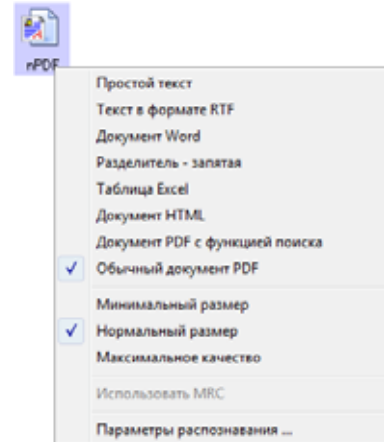 nPDF
Простой текст
Текст в формате RTF
Документ Word
Разделитель - запятая
Таблица Excel
Документ HTML
Документ PDF с функцией поиска
Обычный документ PDF
Минимальный размер
Нормальный размер
Максимальное качество
Использовать MRC
Параметры распознавания ...